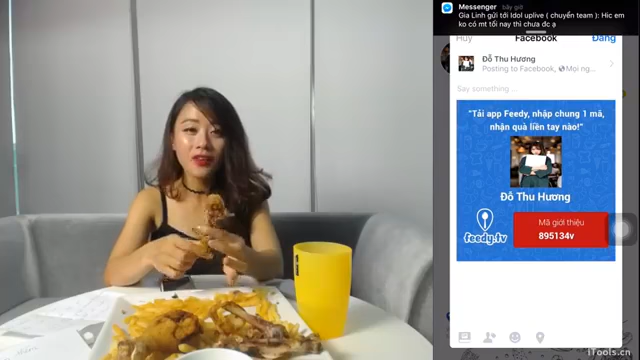 Messenger bây giờ
Gia Linh gửi tới Idol uplive ( chuyển team ): Hic em
ko có mt tối nay thì chưa đc ạ
Hủy Facebook Đăng
Đỗ Thu Hương
Posting to Facebook, Mọi ng...
Say something ...
"Tải app Feedy, nhập chung 1 mã,
nhận quà liền tay nào!"
Đỗ Thu Hương
feedy.tv
Mã giới thiệu
895134v
iTools.cn